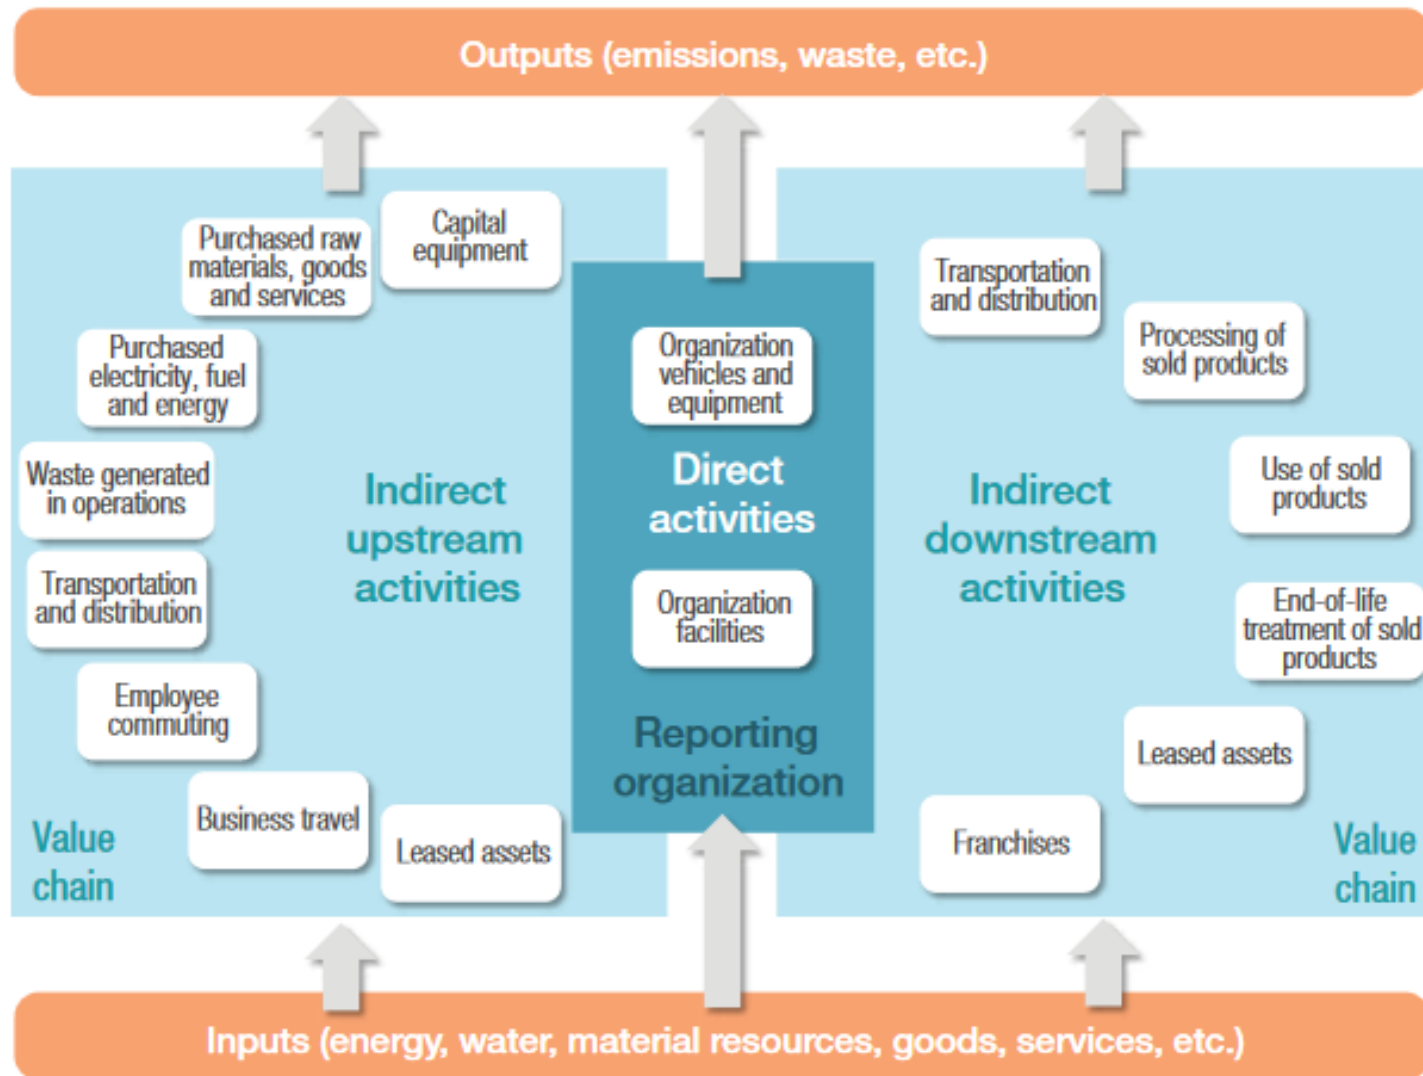 Outputs (emissions, waste, etc.)
Capital
equipment
Purchased raw
materials, goods
and services
Purchased
electricity, fuel
and energy
Waste generated
in operations
Transportation
and distribution
Employee
commuting
Business travel
Leased assets
Indirect
upstream
activities
Value
chain
Organization
vehicles and
equipment
Direct
activities
Organization
facilities
Reporting
organization
Transportation
and distribution
Processing of
sold products
Use of sold
products
End-of-life
treatment of sold
products
Leased assets
Franchises
Indirect
downstream
activities
Value
chain
Inputs (energy, water, material resources, goods, services, etc.)